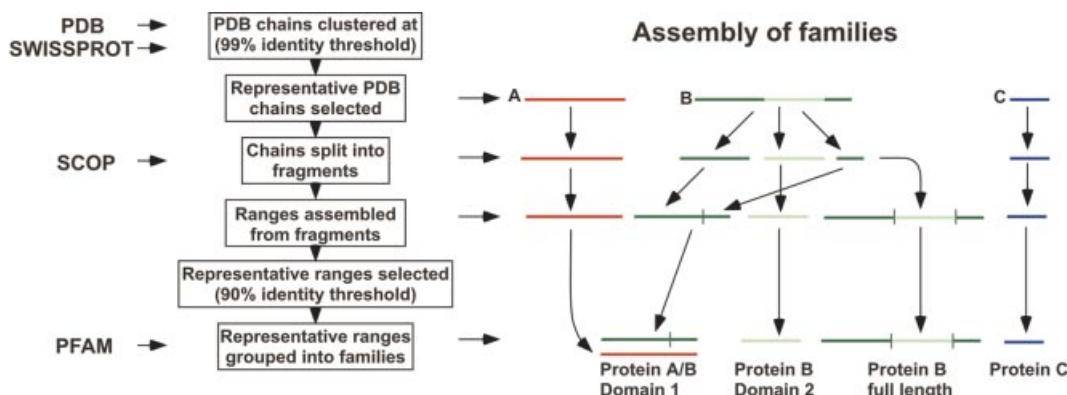 PDB
SWISSPROT
PDB chains clustered at
(99% identity threshold)
Assembly of families
Representative PDB
chains selected
A
B
C
SCOP
Chains split into
fragments
Ranges assembled
from fragments
Representative ranges selected
(90% identity threshold)
PFAM
Representative ranges
grouped into families
Protein A/B
Domain 1
Protein B
Domain 2
Protein B
full length
Protein C